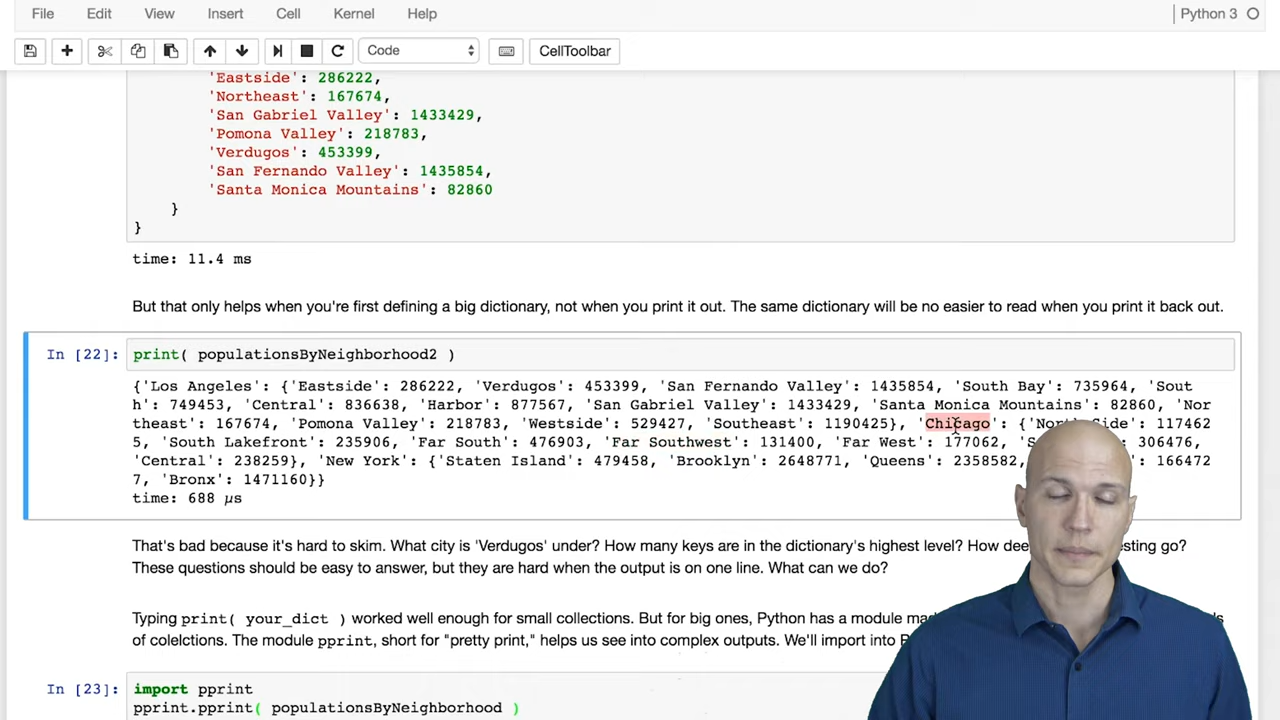 File Edit View Insert Cell Kernel Help Python 3
Code CellToolbar
'Eastside': 286222,
'Northeast': 167674,
'San Gabriel Valley': 1433429,
'Pomona Valley': 218783,
'Verdugos': 453399,
'San Fernando Valley': 1435854,
'Santa Monica Mountains': 82860
}
}
time: 11.4 ms
But that only helps when you're first defining a big dictionary, not when you print it out. The same dictionary will be no easier to read when you print it back out.
In [22]: print( populationsByNeighborhood2 )
{'Los Angeles': {'Eastside': 286222, 'Verdugos': 453399, 'San Fernando Valley': 1435854, 'South Bay': 735964, 'Sout
h': 749453, 'Central': 836638, 'Harbor': 877567, 'San Gabriel Valley': 1433429, 'Santa Monica Mountains': 82860, 'Nor
theast': 167674, 'Pomona Valley': 218783, 'Westside': 529427, 'Southeast': 1190425}, 'Chicago': {'North Side': 117462
5, 'South Lakefront': 235906, 'Far South': 476903, 'Far Southwest': 131400, 'Far West': 177062, 306476,
'Central': 238259}, 'New York': {'Staten Island': 479458, 'Brooklyn': 2648771, 'Queens': 2358582, 166472
7, 'Bronx': 1471160}}
time: 688 µs
That's bad because it's hard to skim. What city is 'Verdugos' under? How many keys are in the dictionary's highest level? How go?
These questions should be easy to answer, but they are hard when the output is on one line. What can we do?
Typing print( your_dict ) worked well enough for small collections. But for big ones, Python has a module
of colelctions. The module pprint, short for "pretty print," helps us see into complex outputs. We'll import into
In [23]: import pprint
pprint.pprint( populationsByNeighborhood )